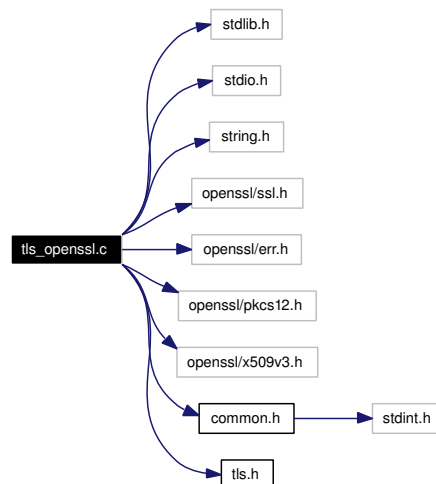 stdlib.h
stdio.h
string.h
openssl/ssl.h
tls_openssl.c
openssl/err.h
openssl/pkcs12.h
openssl/x509v3.h
common.h
stdint.h
tls.h